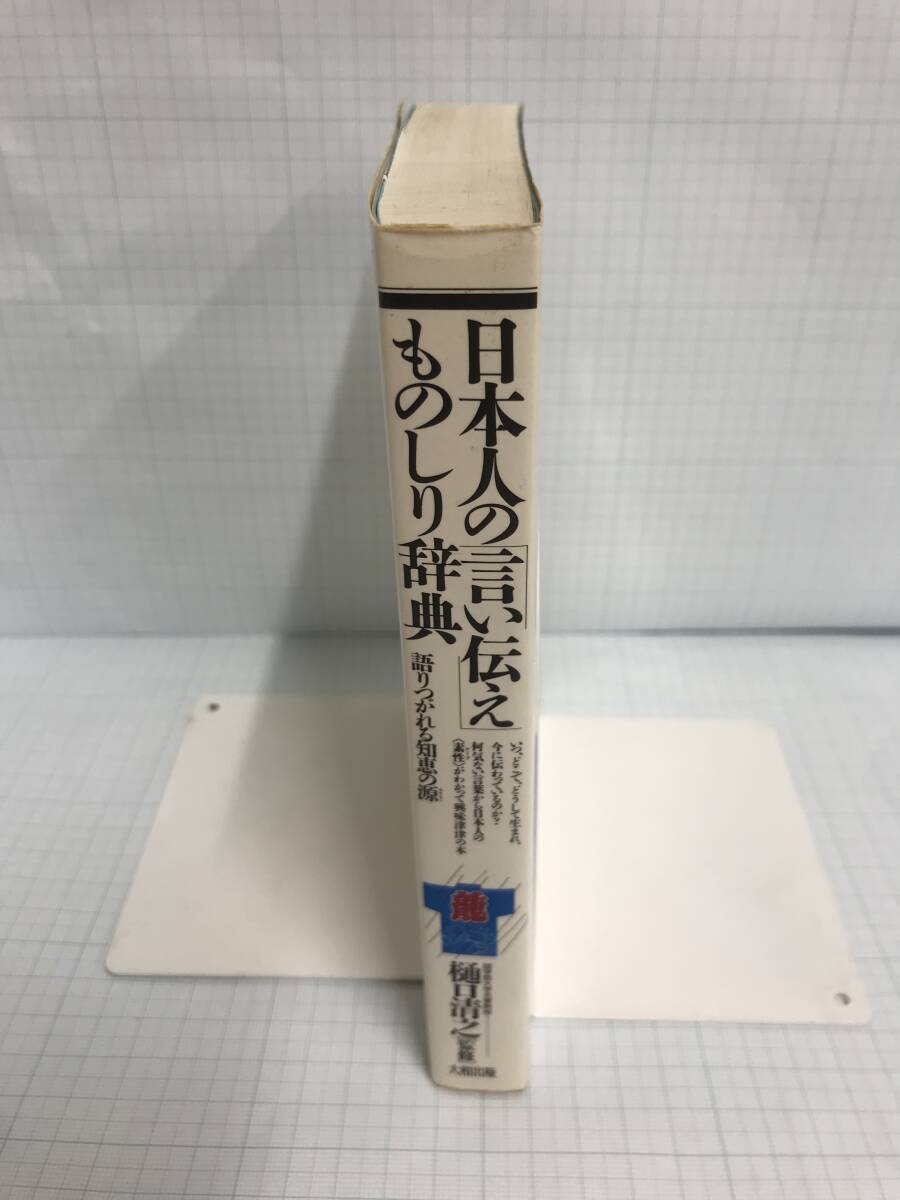 日本人の「言い伝え」
ものしり辞典
語りつがれる知恵の源
いつ、どこで、どうして生まれ、
今に伝わっているのか?
何気ない言葉から日本人の
〈素性〉がわかって興味津津の本
龍
樋口清之 監修
大和出版